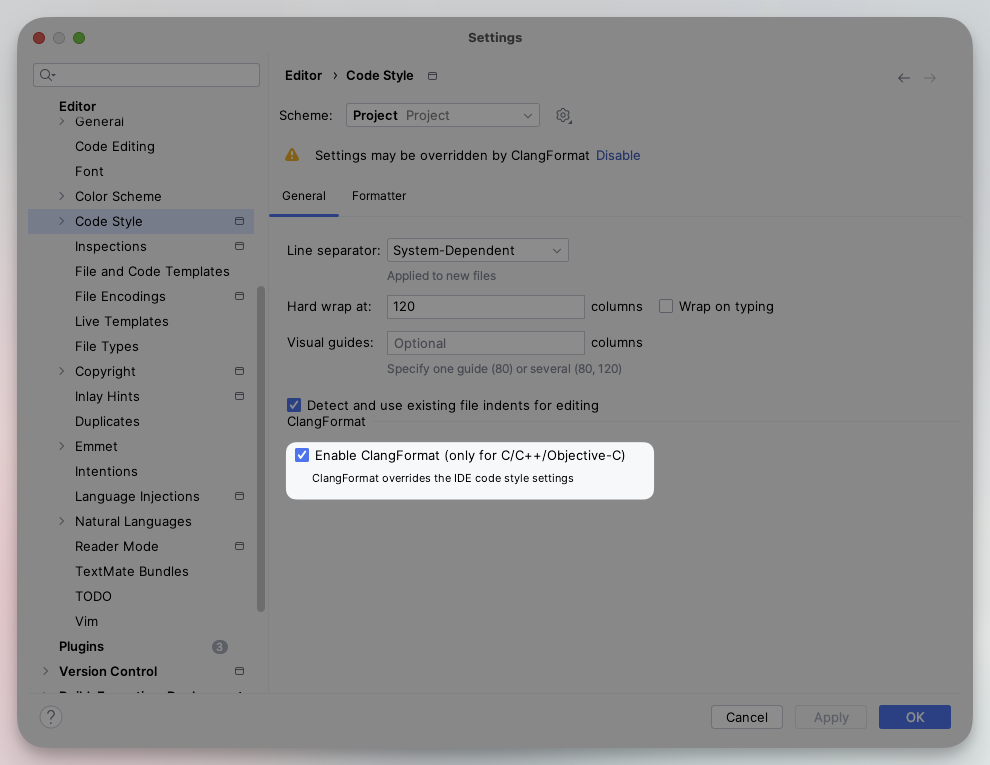 Settings
Editor
General
Code Editing
Font
Color Scheme
Code Style
Inspections
File and Code Templates
File Encodings
Live Templates
File Types
Copyright
Inlay Hints
Duplicates
Emmet
Intentions
Language Injections
Natural Languages
Reader Mode
TextMate Bundles
TODO
Vim
Plugins 3
Version Control
Editor › Code Style
Scheme: Project Project
Settings may be overridden by ClangFormat Disable
General Formatter
Line separator: System-Dependent
Applied to new files
Hard wrap at: 120 columns Wrap on typing
Visual guides: Optional columns
Specify one guide (80) or several (80, 120)
Detect and use existing file indents for editing
ClangFormat
Enable ClangFormat (only for C/C++/Objective-C)
ClangFormat overrides the IDE code style settings
? Cancel Apply OK